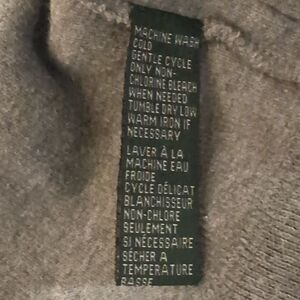 MACHINE WASH
COLD
GENTLE CYCLE
ONLY NON-
CHLORINE BLEACH
WHEN NEEDED
TUMBLE DRY LOW
WARM IRON IF
NECESSARY
LAVER À LA
MACHINE EAU
FROIDE
CYCLE DÉLICAT
BLANCHISSEUR
NON-CHLORE
SEULEMENT
SI NÉCESSAIRE
SÉCHER A
TEMPERATURE
BASSE